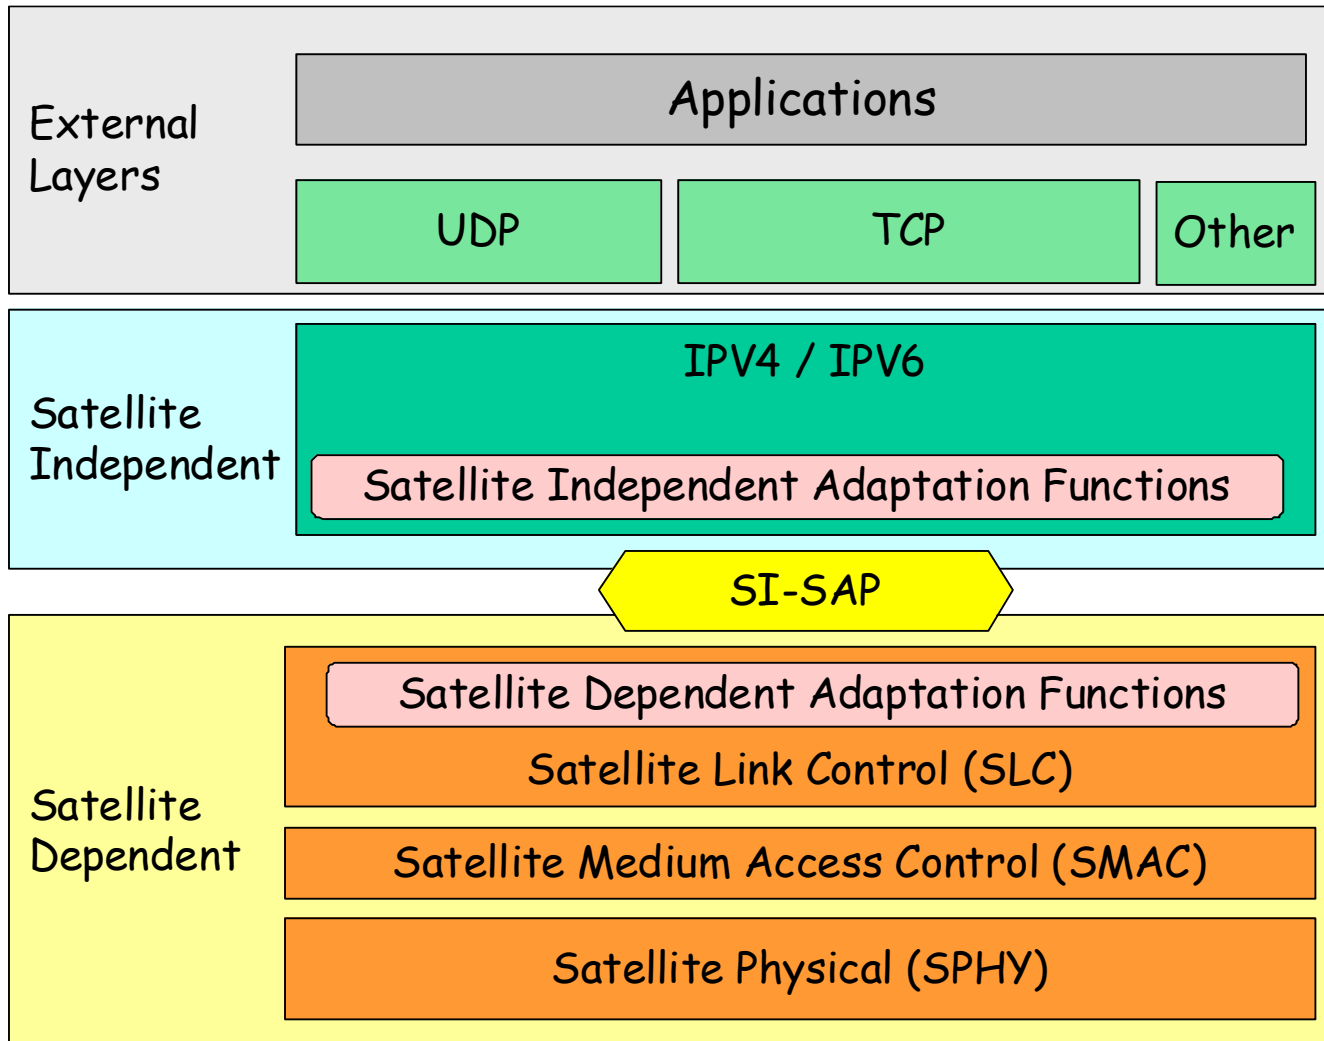 External
Layers
Applications
UDP
TCP
Other
Satellite
Independent
IPV4 / IPV6
Satellite Independent Adaptation Functions
SI-SAP
Satellite
Dependent
Satellite Dependent Adaptation Functions
Satellite Link Control (SLC)
Satellite Medium Access Control (SMAC)
Satellite Physical (SPHY)